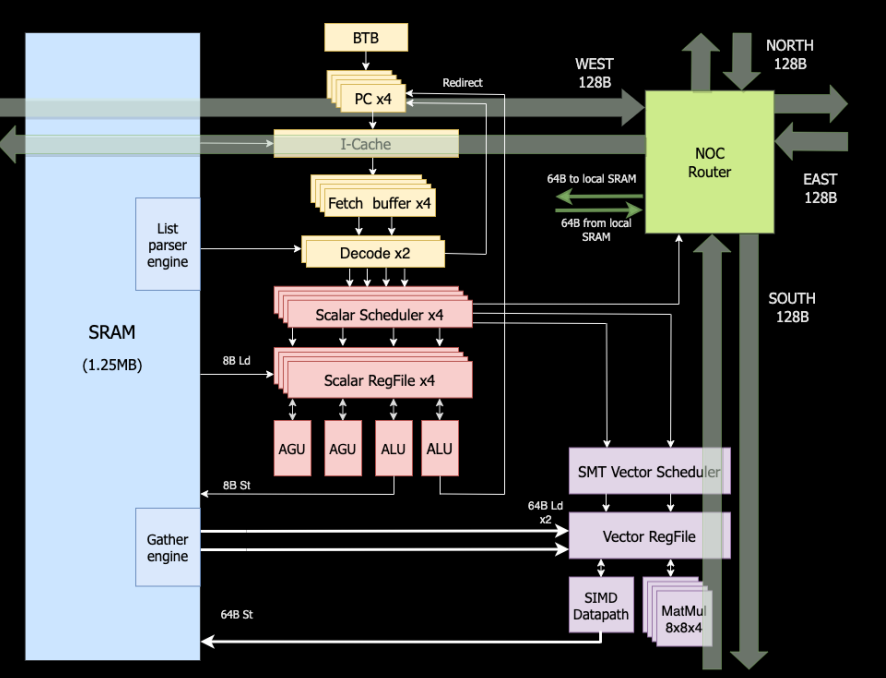 BTB
PC x4
Redirect
WEST
128B
NORTH
128B
I-Cache
NOC
Router
EAST
128B
64B to local SRAM
64B from local
SRAM
Fetch buffer x4
List
parser
engine
Decode x2
SOUTH
128B
Scalar Scheduler x4
SRAM
(1.25MB)
8B Ld
Scalar RegFile x4
AGU
AGU
ALU
ALU
SMT Vector Scheduler
8B St
64B Ld
x2
Gather
engine
Vector RegFile
SIMD
Datapath
MatMul
8x8x4
64B St